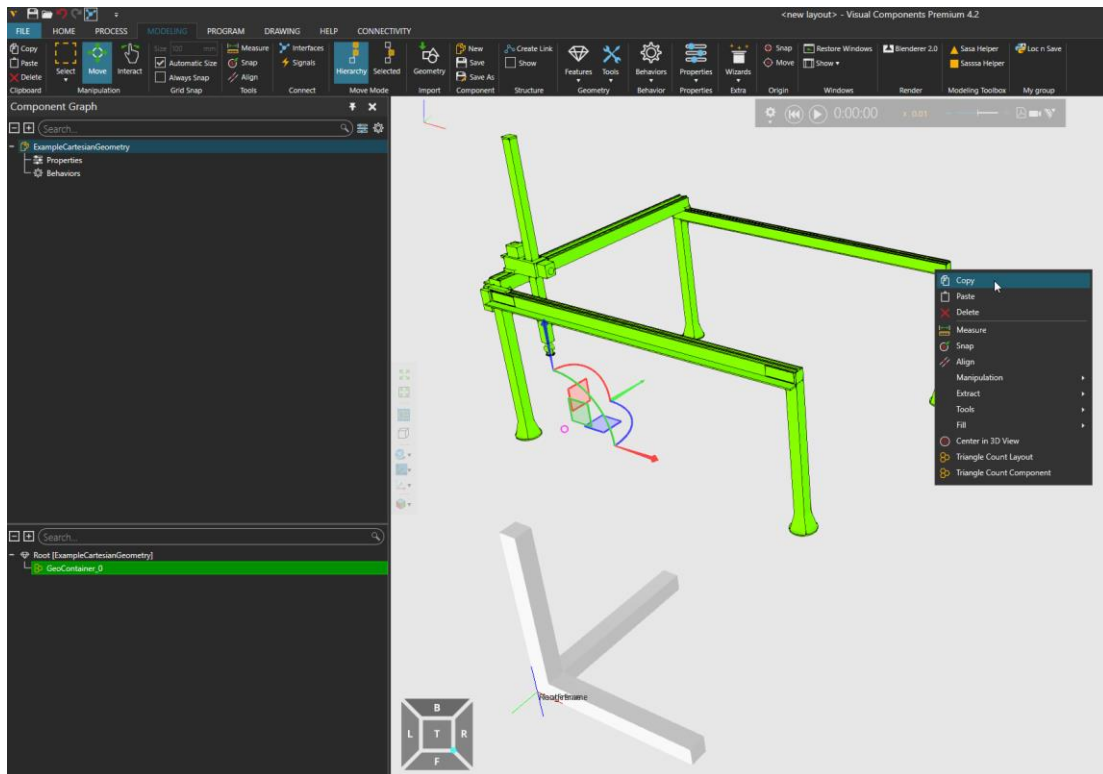 <new layout> - Visual Components Premium 4.2
FILE HOME PROCESS MODELING PROGRAM DRAWING HELP CONNECTIVITY
Copy
Paste
Delete
Clipboard
Select
Move
Interact
Manipulation
Size 100 mm
Automatic Size
Always Snap
Grid Snap
Measure
Snap
Align
Tools
Interfaces
Signals
Connect
Hierarchy
Selected
Move Mode
Geometry
Import
New
Save
Save As
Component
Create Link
Show
Structure
Features
Tools
Geometry
Behaviors
Behavior
Properties
Properties
Wizards
Extra
Snap
Move
Origin
Restore Windows
Show
Windows
Blenderer 2.0
Render
Sasa Helper
Sasssa Helper
Modeling Toolbox
Loc n Save
My group
Component Graph
Search...
ExampleCartesianGeometry
Properties
Behaviors
0:00:00
x 0.01
Copy
Paste
Delete
Measure
Snap
Align
Manipulation
Extract
Tools
Fill
Center in 3D View
Triangle Count Layout
Triangle Count Component
Search...
Root [ExampleCartesianGeometry]
GeoContainer_0
B
L T R
F